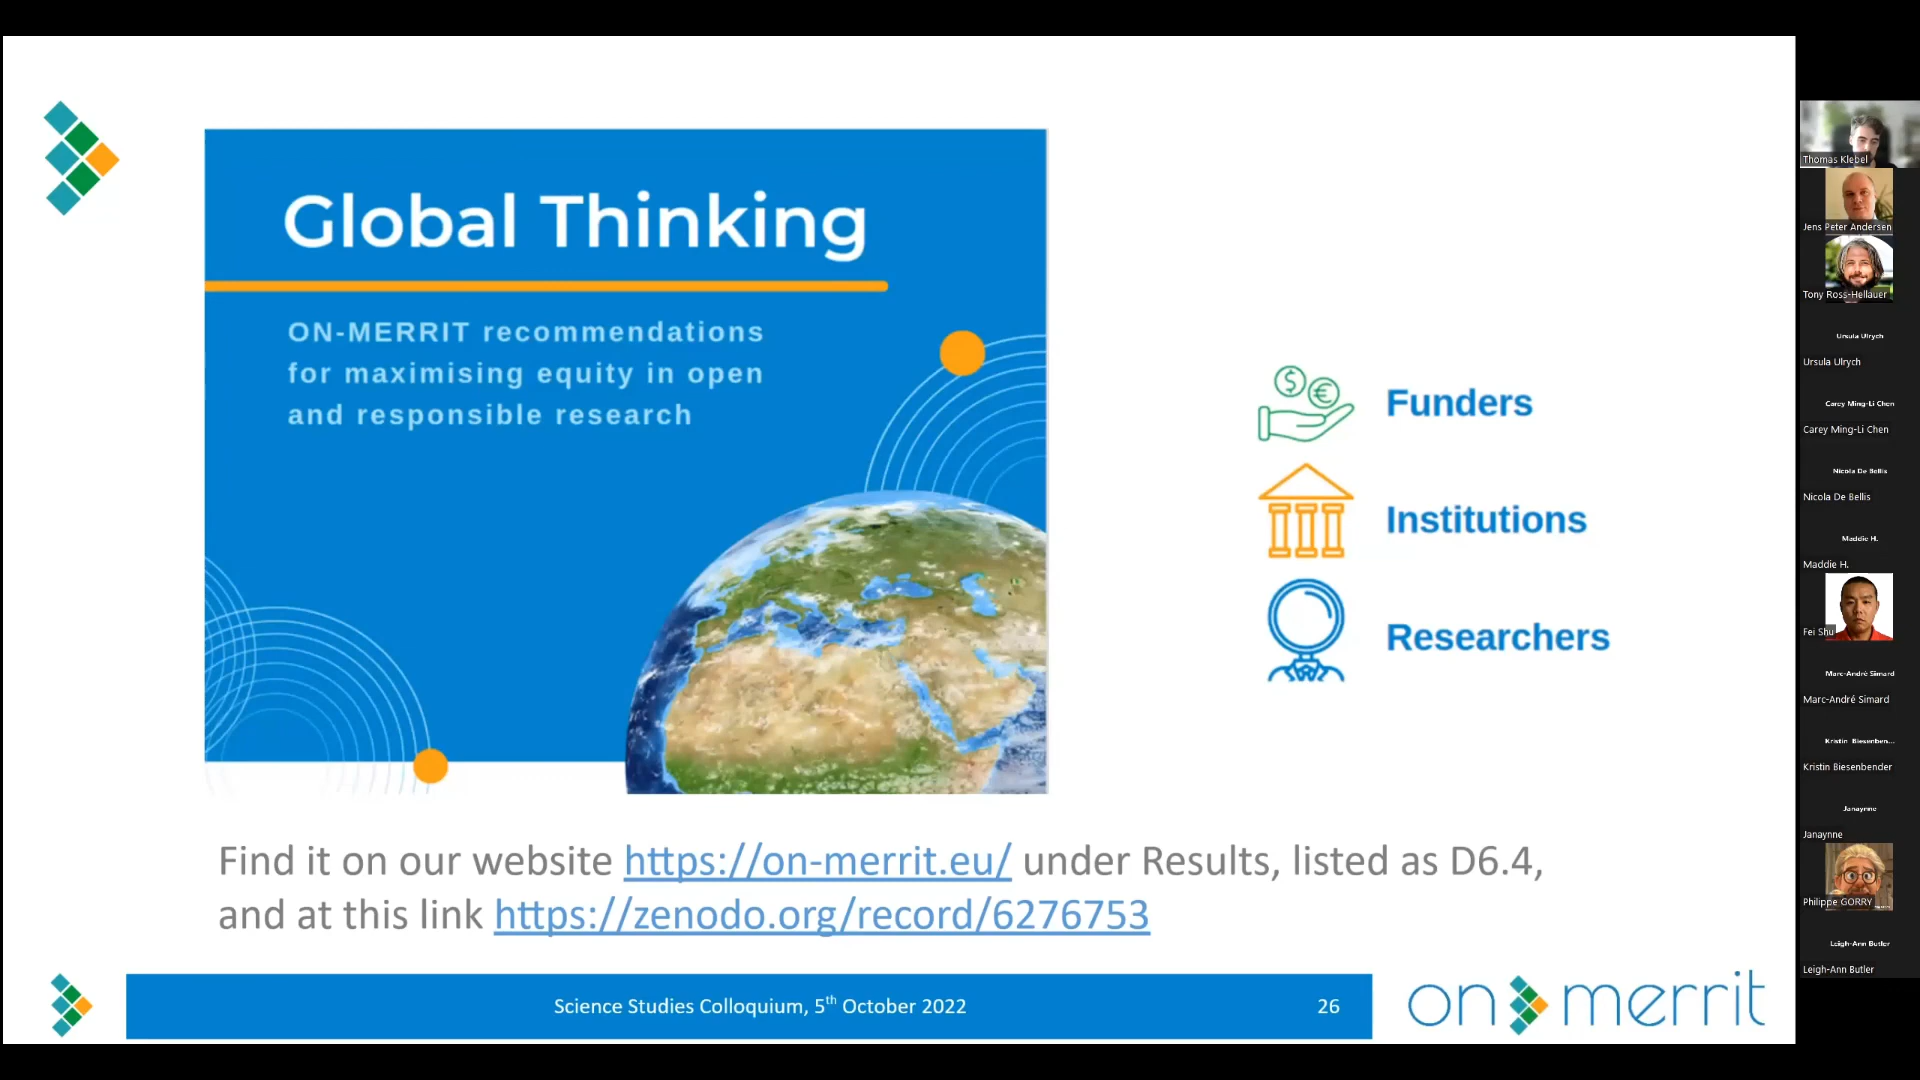 Global Thinking
ON-MERRIT recommendations
for maximising equity in open
and responsible research
$ €
Funders
Institutions
Researchers
Find it on our website https://on-merrit.eu/ under Results, listed as D6.4,
and at this link https://zenodo.org/record/6276753
Science Studies Colloquium, 5th October 2022
26
on merrit
Thomas Klebel
Jens Peter Andersen
Tony Ross-Hellauer
Ursula Ulrych
Ursula Ulrych
Carey Ming-Li Chen
Carey Ming-Li Chen
Nicola De Bellis
Nicola De Bellis
Maddie H.
Maddie H.
Fei Shu
Marc-André Simard
Marc-André Simard
Kristin Biesenben...
Kristin Biesenbender
Janaynne
Janaynne
Philippe GORRY
Leigh-Ann Butler
Leigh-Ann Butler